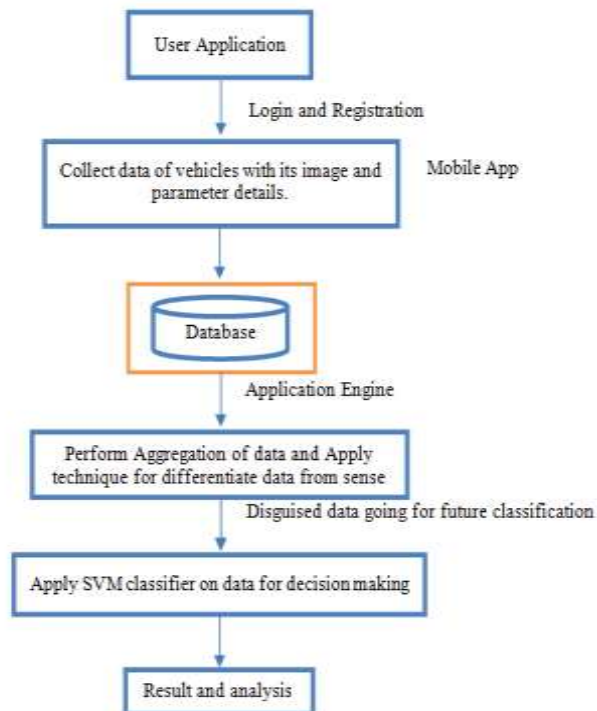 User Application
Login and Registration
Collect data of vehicles with its image and
parameter details.
Mobile App
Database
Application Engine
Perform Aggregation of data and Apply
technique for differentiate data from sense
Disguised data going for future classification
Apply SVM classifier on data for decision making
Result and analysis